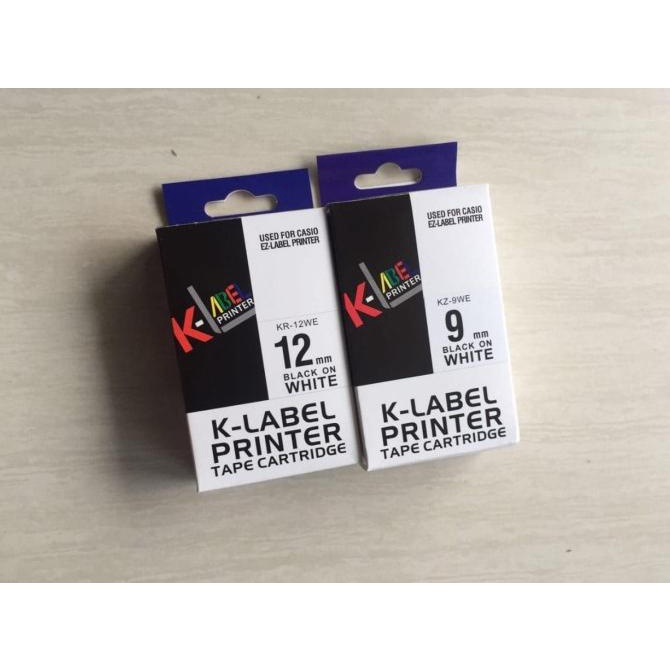 USED FOR CASIO
EZ-LABEL PRINTER
K-LABEL
PRINTER
KR-12WE
12 mm
BLACK ON
WHITE
K-LABEL
PRINTER
TAPE CARTRIDGE
USED FOR CASIO
EZ-LABEL PRINTER
K-LABEL
PRINTER
KZ-9WE
9 mm
BLACK ON
WHITE
K-LABEL
PRINTER
TAPE CARTRIDGE